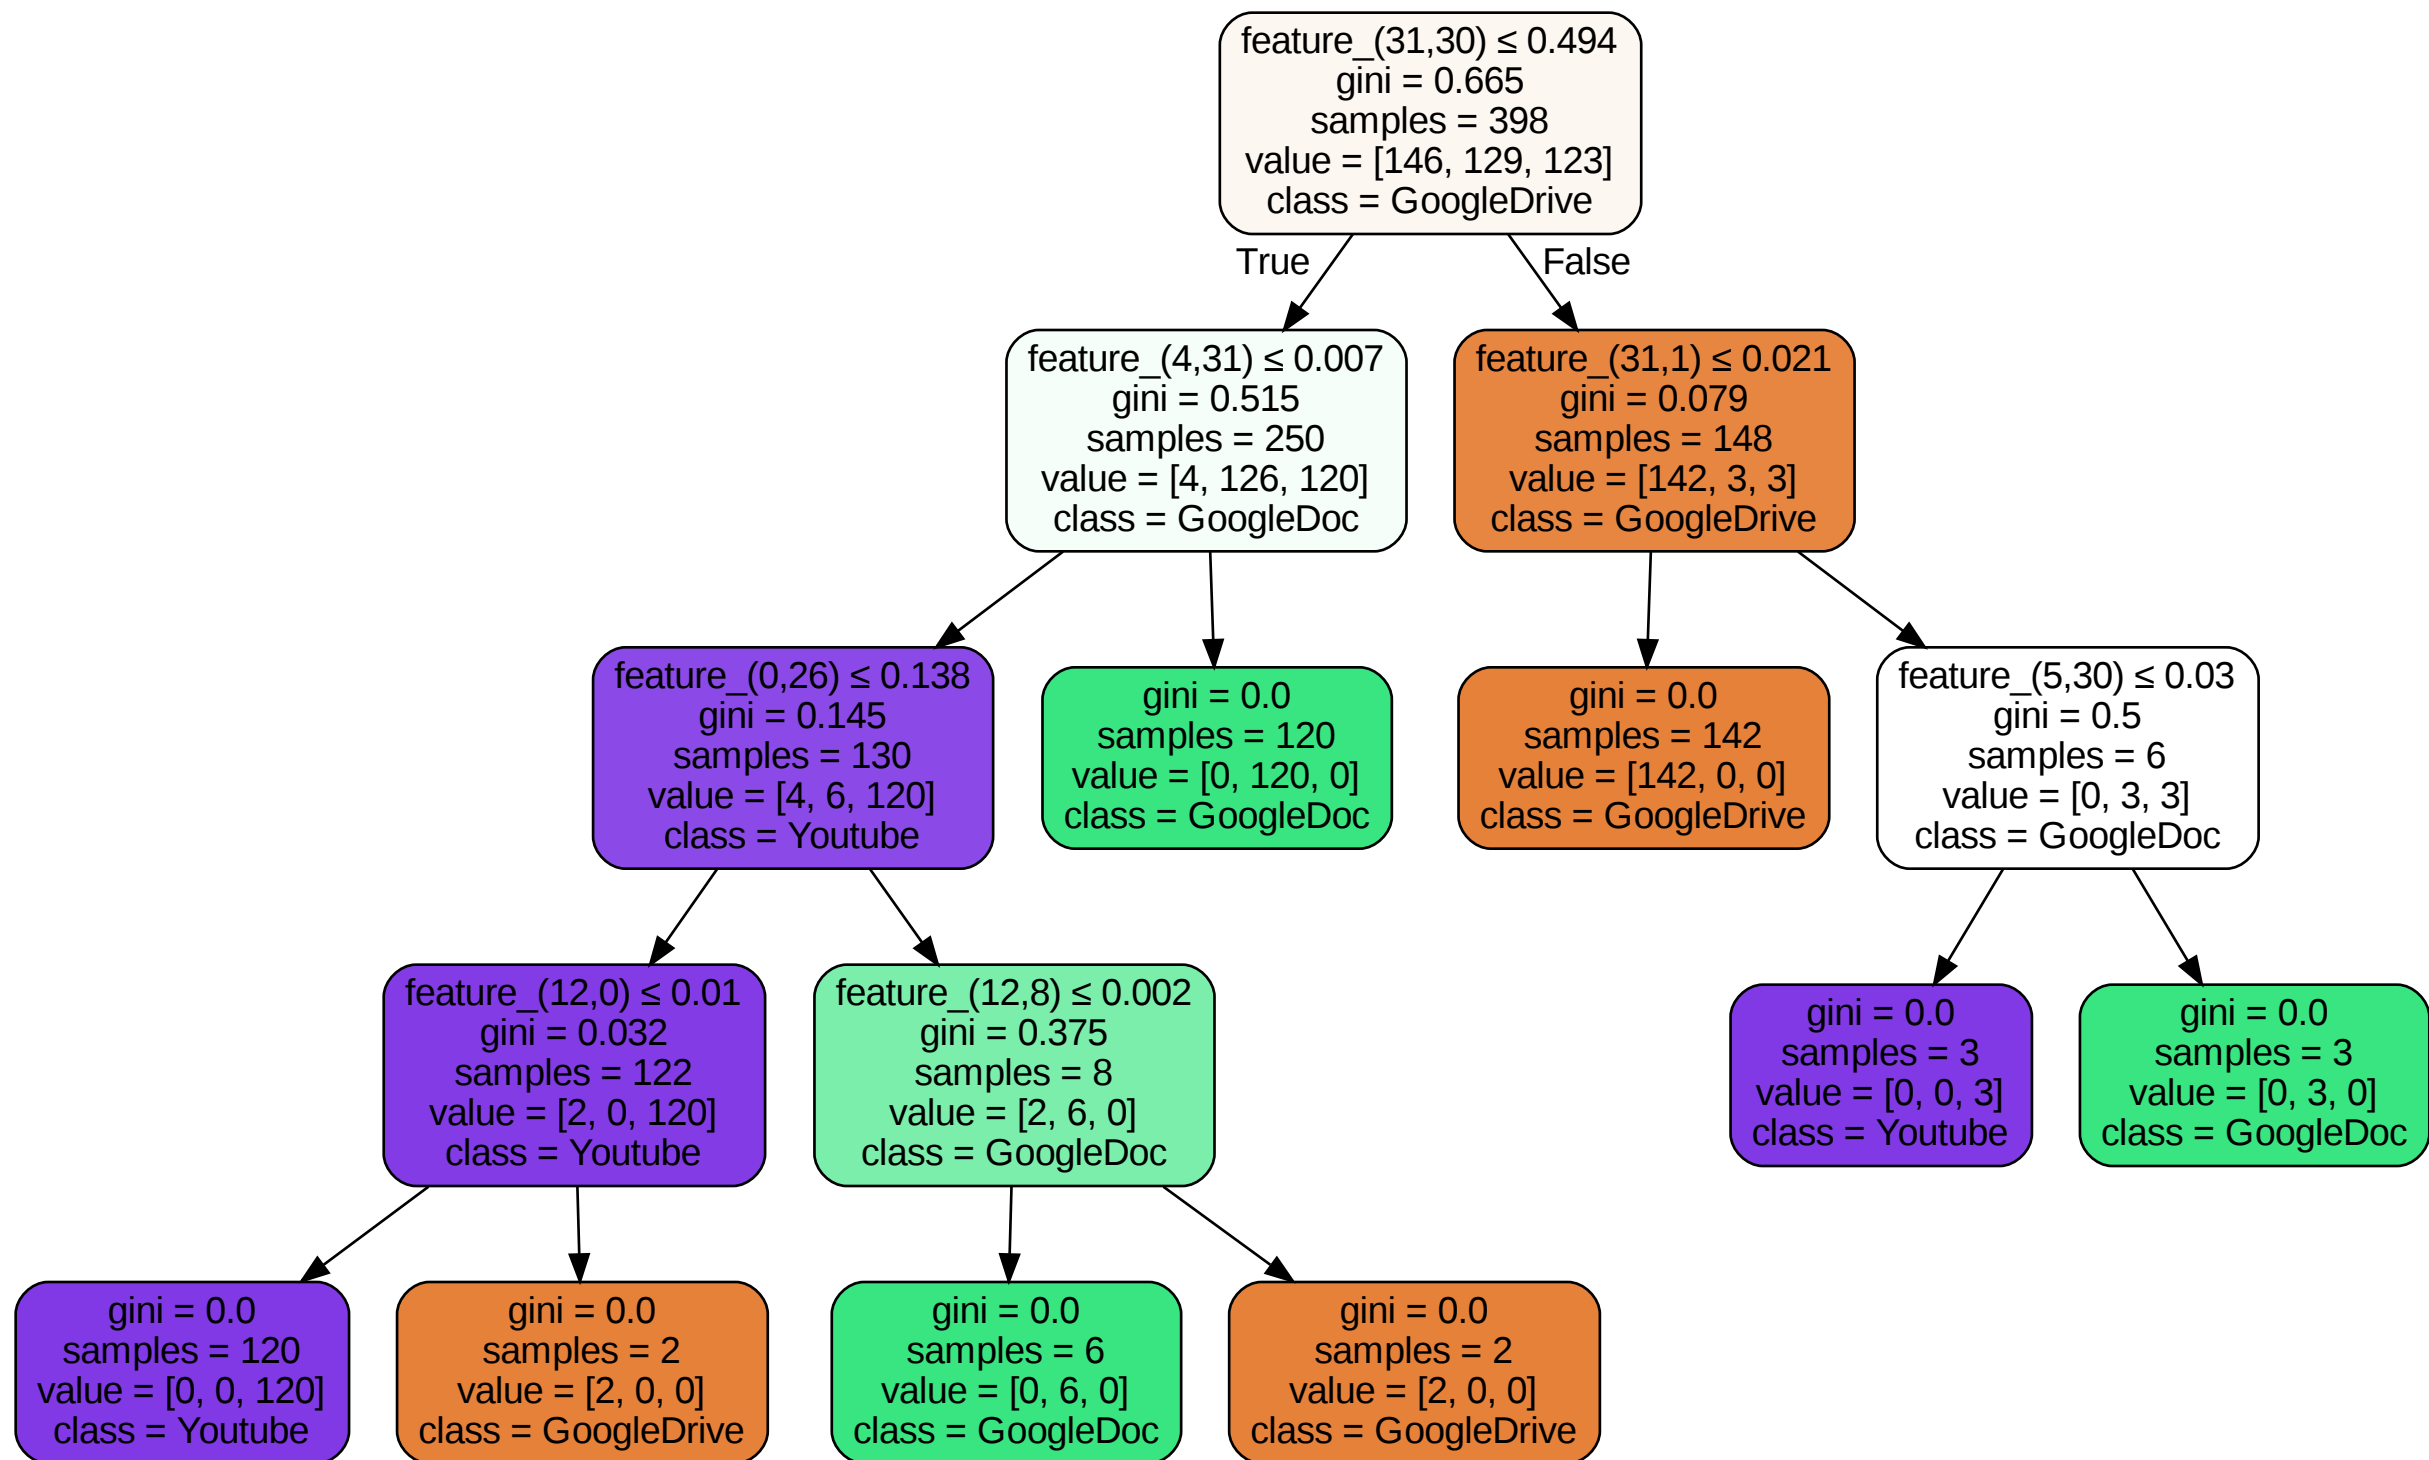 feature_(31,30) ≤ 0.494
gini = 0.665
samples = 398
value = [146, 129, 123]
class = GoogleDrive
True
False
feature_(4,31) ≤ 0.007
gini = 0.515
samples = 250
value = [4, 126, 120]
class = GoogleDoc
feature_(31,1) ≤ 0.021
gini = 0.079
samples = 148
value = [142, 3, 3]
class = GoogleDrive
feature_(0,26) ≤ 0.138
gini = 0.145
samples = 130
value = [4, 6, 120]
class = Youtube
gini = 0.0
samples = 120
value = [0, 120, 0]
class = GoogleDoc
gini = 0.0
samples = 142
value = [142, 0, 0]
class = GoogleDrive
feature_(5,30) ≤ 0.03
gini = 0.5
samples = 6
value = [0, 3, 3]
class = GoogleDoc
feature_(12,0) ≤ 0.01
gini = 0.032
samples = 122
value = [2, 0, 120]
class = Youtube
feature_(12,8) ≤ 0.002
gini = 0.375
samples = 8
value = [2, 6, 0]
class = GoogleDoc
gini = 0.0
samples = 3
value = [0, 0, 3]
class = Youtube
gini = 0.0
samples = 3
value = [0, 3, 0]
class = GoogleDoc
gini = 0.0
samples = 120
value = [0, 0, 120]
class = Youtube
gini = 0.0
samples = 2
value = [2, 0, 0]
class = GoogleDrive
gini = 0.0
samples = 6
value = [0, 6, 0]
class = GoogleDoc
gini = 0.0
samples = 2
value = [2, 0, 0]
class = GoogleDrive